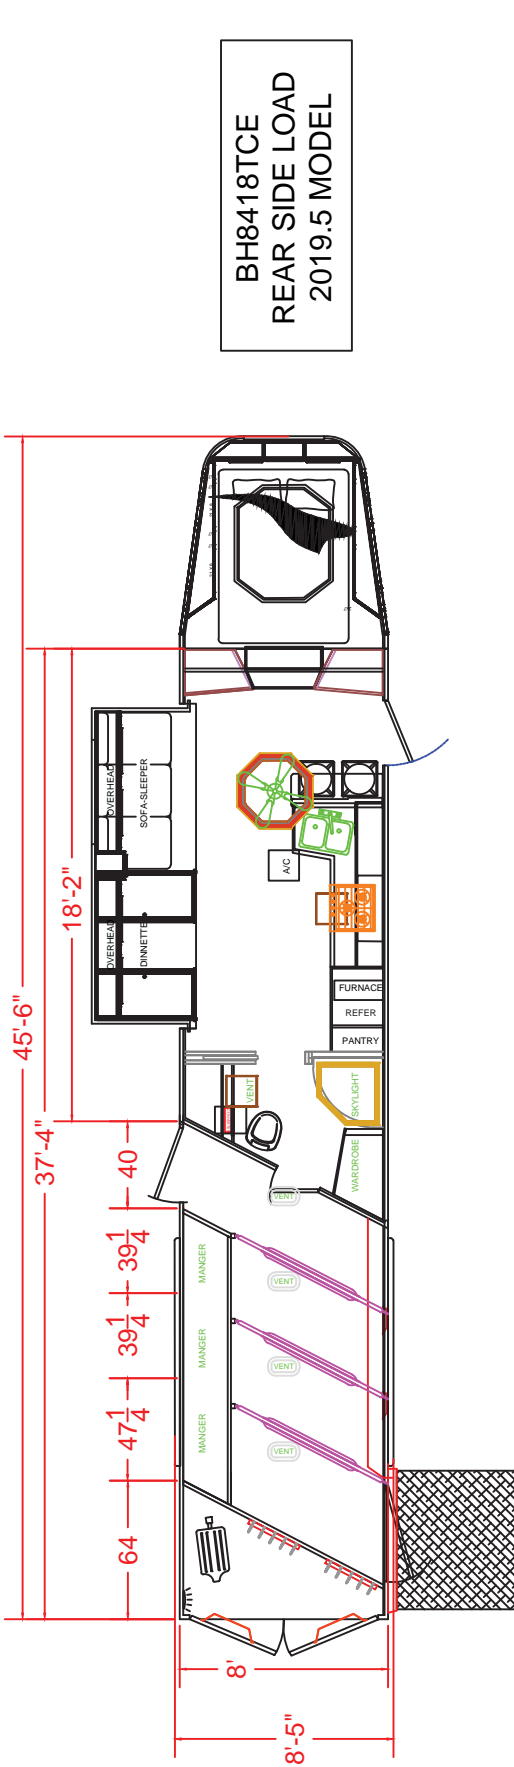 BH8418TCE
REAR SIDE LOAD
2019.5 MODEL
45'-6"
37'-4"
18'-2"
40
39 1/4
39 1/4
47 1/4
64
8'
8'-5"
OVERHEAD
SOFA-SLEEPER
OVERHEAD
DINNETTE
A/C
FURNACE
REFER
PANTRY
VENT
SKYLIGHT
WARDROBE
VENT
MANGER
VENT
MANGER
VENT
MANGER
VENT